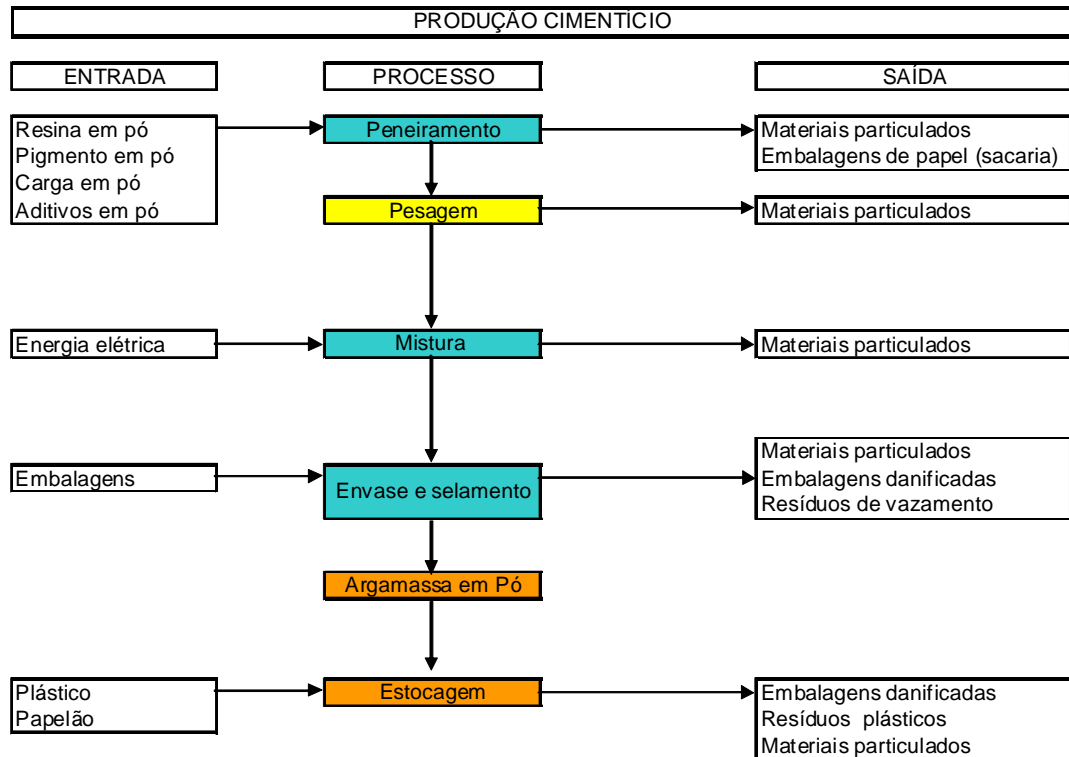 PRODUÇÃO CIMENTÍCIO
ENTRADA
PROCESSO
SAÍDA
Resina em pó
Pigmento em pó
Carga em pó
Aditivos em pó
Peneiramento
Materiais particulados
Embalagens de papel (sacaria)
Pesagem
Materiais particulados
Energia elétrica
Mistura
Materiais particulados
Embalagens
Envase e selamento
Materiais particulados
Embalagens danificadas
Resíduos de vazamento
Argamassa em Pó
Plástico
Papelão
Estocagem
Embalagens danificadas
Resíduos plásticos
Materiais particulados